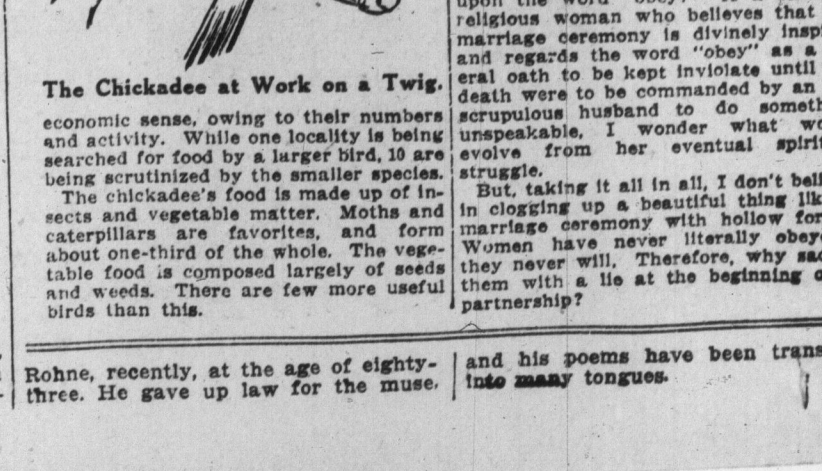 The Chickadee at Work on a Twig.
economic sense, owing to their numbers
and activity. While one locality is being
searched for food by a larger bird, 10 are
being scrutinized by the smaller species.
The chickadee's food is made up of in-
sects and vegetable matter. Moths and
caterpillars are favorites, and form
about one-third of the whole. The vege-
table food is composed largely of seeds
and weeds. There are few more useful
birds than this.
religious woman who believes that
marriage ceremony is divinely inspi
and regards the word "obey" as a
eral oath to be kept inviolate until
death were to be commanded by an
scrupulous husband to do someth
unspeakable, I wonder what wo
evolve from her eventual spirit
struggle.
But, taking it all in all, I don't beli
in clogging up a beautiful thing lik
marriage ceremony with hollow for
Women have never literally obeye
they never will. Therefore, why sad
them with a lie at the beginning o
partnership?
Rohne, recently, at the age of eighty-
three. He gave up law for the muse,
and his poems have been trans
into many tongues.